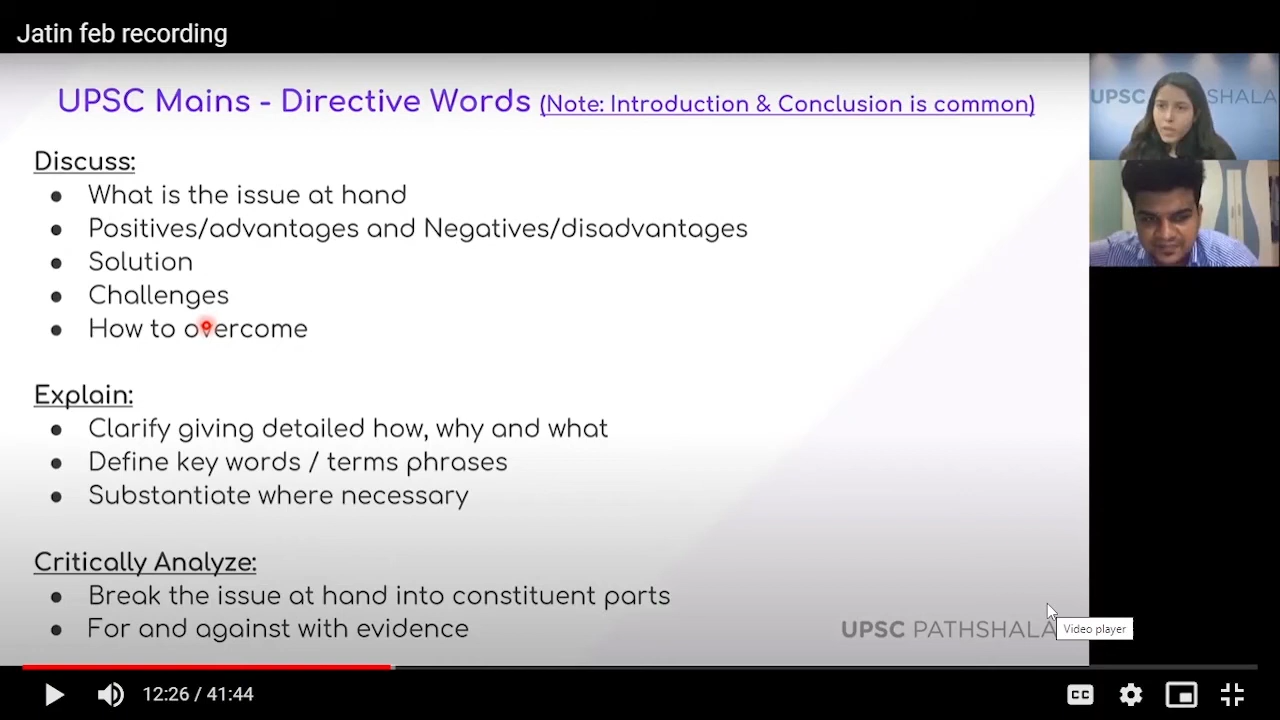 Jatin feb recording
UPSC Mains - Directive Words (Note: Introduction & Conclusion is common)
Discuss:
● What is the issue at hand
● Positives/advantages and Negatives/disadvantages
● Solution
● Challenges
● How to overcome
Explain:
● Clarify giving detailed how, why and what
● Define key words / terms phrases
● Substantiate where necessary
Critically Analyze:
● Break the issue at hand into constituent parts
● For and against with evidence
UPSC PATHSHALA
Video player
UPSC SHALA
12:26 / 41:44
CC